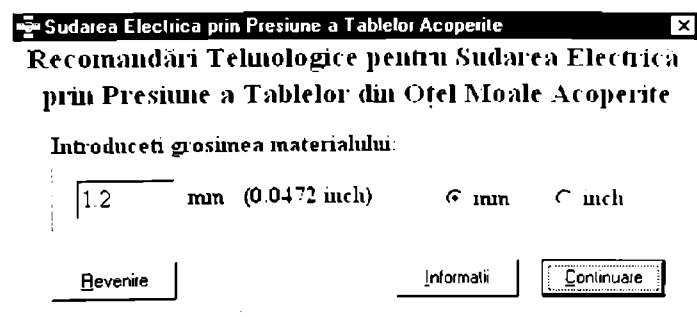 Sudarea Electrica prin Presiune a Tablelor Acoperite
Recomandări Tehnologice pentru Sudarea Electrică
prin Presiune a Tablelor din Oțel Moale Acoperite
Introduceti grosimea materialului:
1.2 mm (0.0472 inch) mm inch
Revenire Informatii Continuare